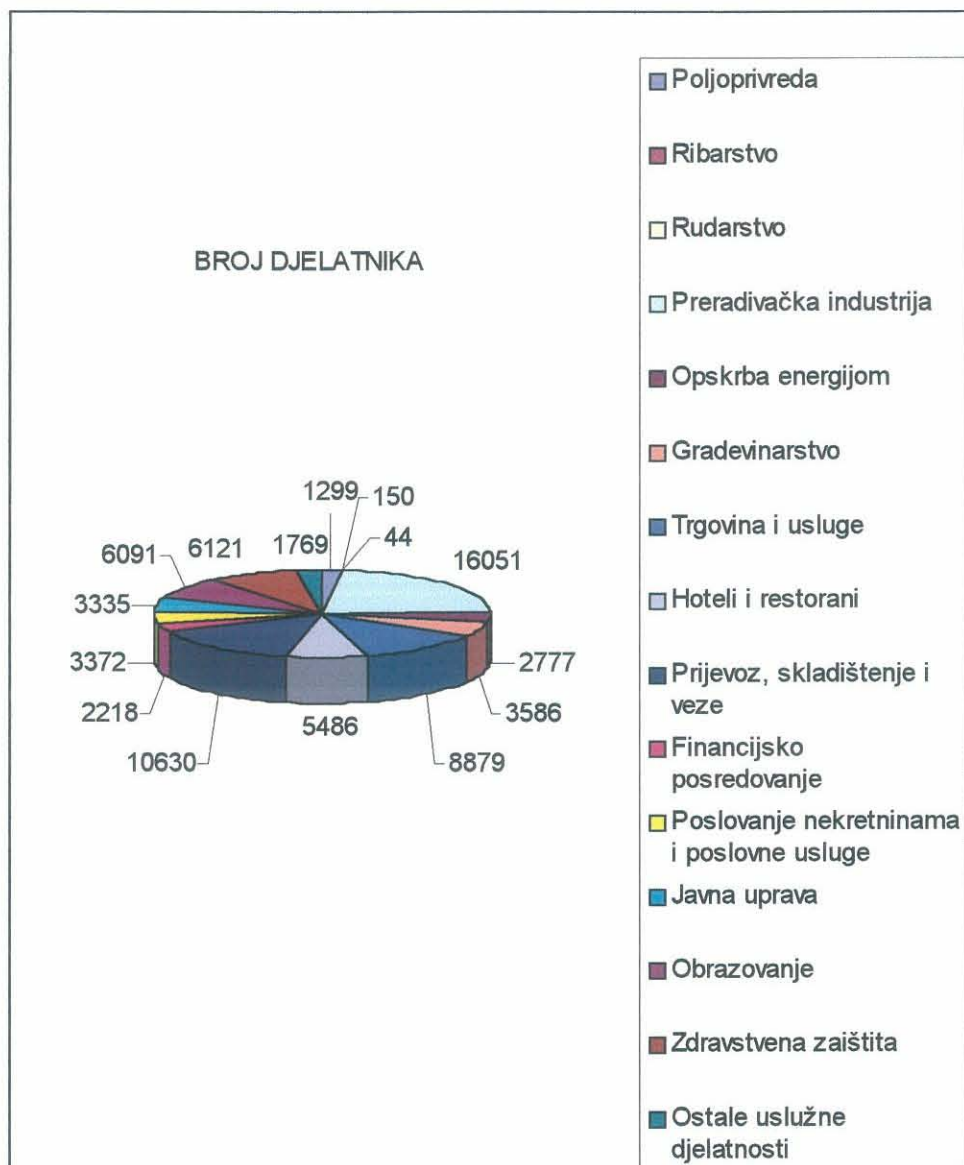 BROJ DJELATNIKA
1299
150
44
16051
2777
3586
8879
5486
10630
2218
3372
3335
6091
6121
1769
Poljoprivreda
Ribarstvo
Rudarstvo
Preradivačka industrija
Opskrba energijom
Gradevinarstvo
Trgovina i usluge
Hoteli i restorani
Prijevoz, skladištenje i
veze
Financijsko
posredovanje
Poslovanje nekretninama
i poslovne usluge
Javna uprava
Obrazovanje
Zdravstvena zaištita
Ostale uslužne
djelatnosti